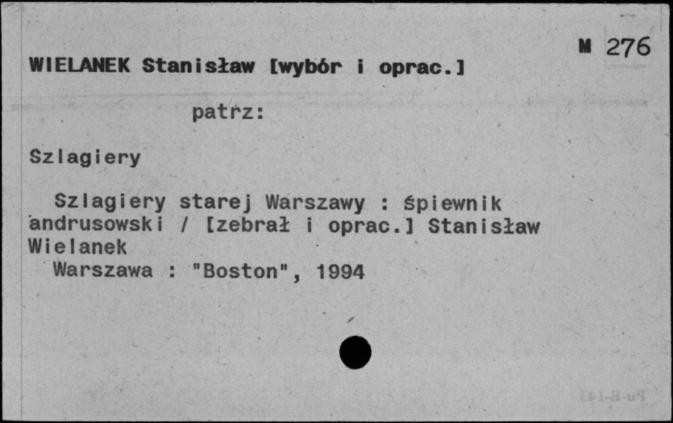 M 276
WIELANEK Stanisław [wybór i oprac.]
patrz:
Szlagiery
Szlagiery starej Warszawy : śpiewnik
andrusowski / [zebrał i oprac.] Stanisław
Wielanek
Warszawa : "Boston", 1994